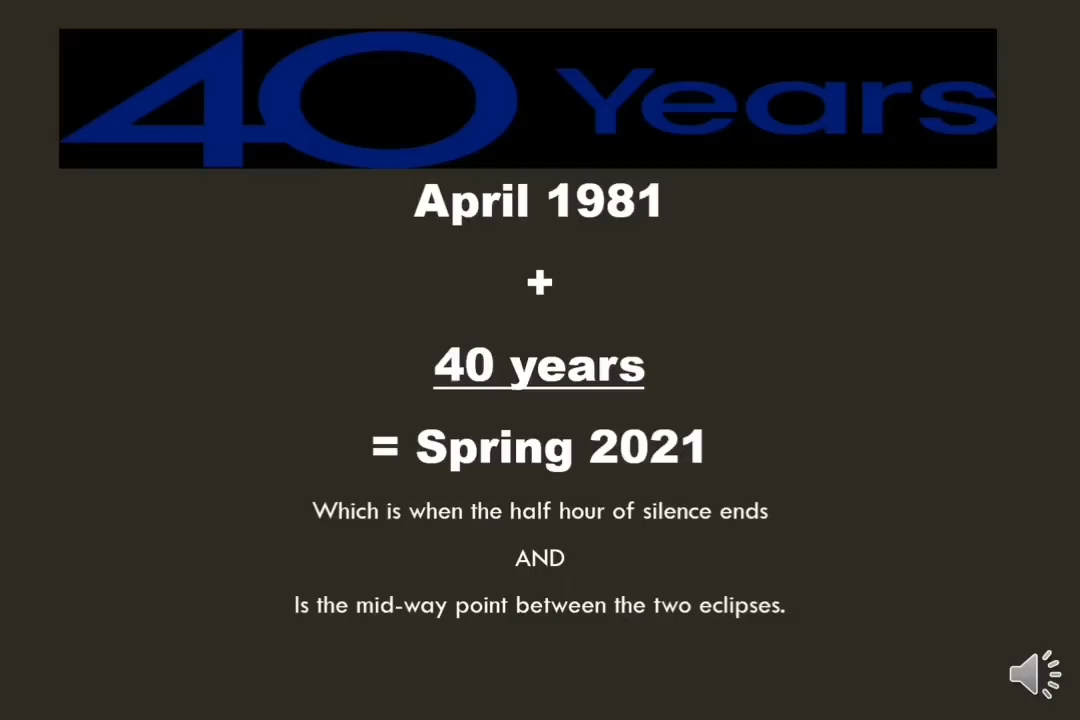 40 Years
April 1981
+
40 years
= Spring 2021
Which is when the half hour of silence ends
AND
Is the mid-way point between the two eclipses.